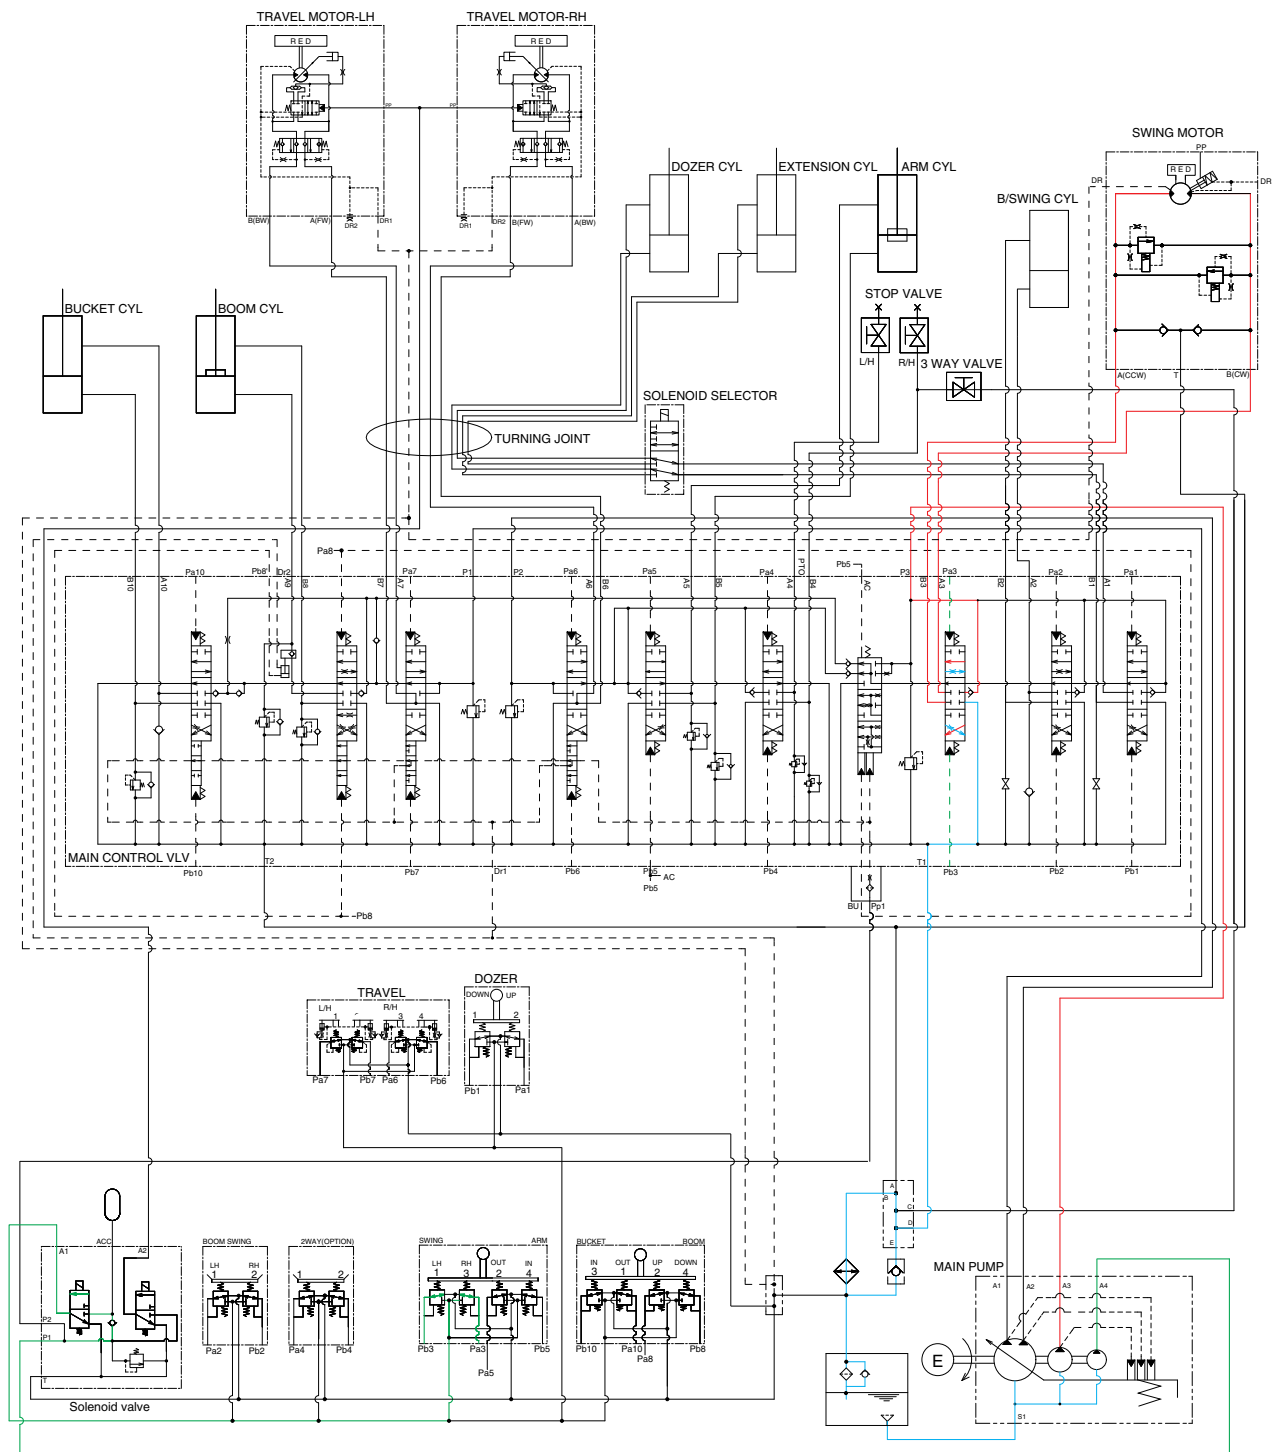 TRAVEL MOTOR-LH
TRAVEL MOTOR-RH
RED
RED
PP
PP
B(BW)
A(FW)
DR2
DR1
DR1
DR2
B(FW)
A(BW)
SWING MOTOR
PP
RED
DR
DR
A(CCW)
T
B(CW)
DOZER CYL
EXTENSION CYL
ARM CYL
B/SWING CYL
BUCKET CYL
BOOM CYL
STOP VALVE
L/H
R/H
3 WAY VALVE
SOLENOID SELECTOR
TURNING JOINT
Pa8
Pb5
B10
A10
Pa10
Pb8
Dr2
A9
B8
B7
A7
Pa7
P1
P2
Pa6
A6
B6
Pa5
A5
B5
Pa4
PTO
A4
B4
AC
P3
B3
A3
Pa3
B2
A2
Pa2
B1
A1
Pa1
MAIN CONTROL VLV
Pb10
T2
Pb7
Dr1
Pb6
Pb5
AC
Pb5
Pb4
T1
Pb3
Pb2
Pb1
BU
Pp1
Pb8
TRAVEL
L/H
R/H
1
3
4
Pa7
Pb7
Pa6
Pb6
DOZER
DOWN
UP
1
2
Pb1
Pa1
A
B
C
D
E
A1
ACC
A2
P2
P1
T
Solenoid valve
BOOM SWING
LH
RH
1
2
Pa2
Pb2
2WAY(OPTION)
1
2
Pa4
Pb4
SWING
ARM
LH
RH
OUT
IN
1
3
2
4
Pb3
Pa3
Pa5
Pb5
BUCKET
BOOM
IN
OUT
UP
DOWN
3
1
2
4
Pb10
Pa10
Pa8
Pb8
MAIN PUMP
A1
A2
A3
A4
E
S1